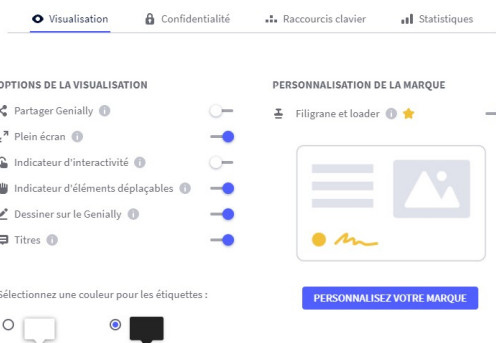 Visualisation Confidentialité Raccourcis clavier Statistiques
OPTIONS DE LA VISUALISATION
Partager Genially
Plein écran
Indicateur d'interactivité
Indicateur d'éléments déplaçables
Dessiner sur le Genially
Titres
Sélectionnez une couleur pour les étiquettes :
PERSONNALISATION DE LA MARQUE
Filigrane et loader
PERSONNALISEZ VOTRE MARQUE